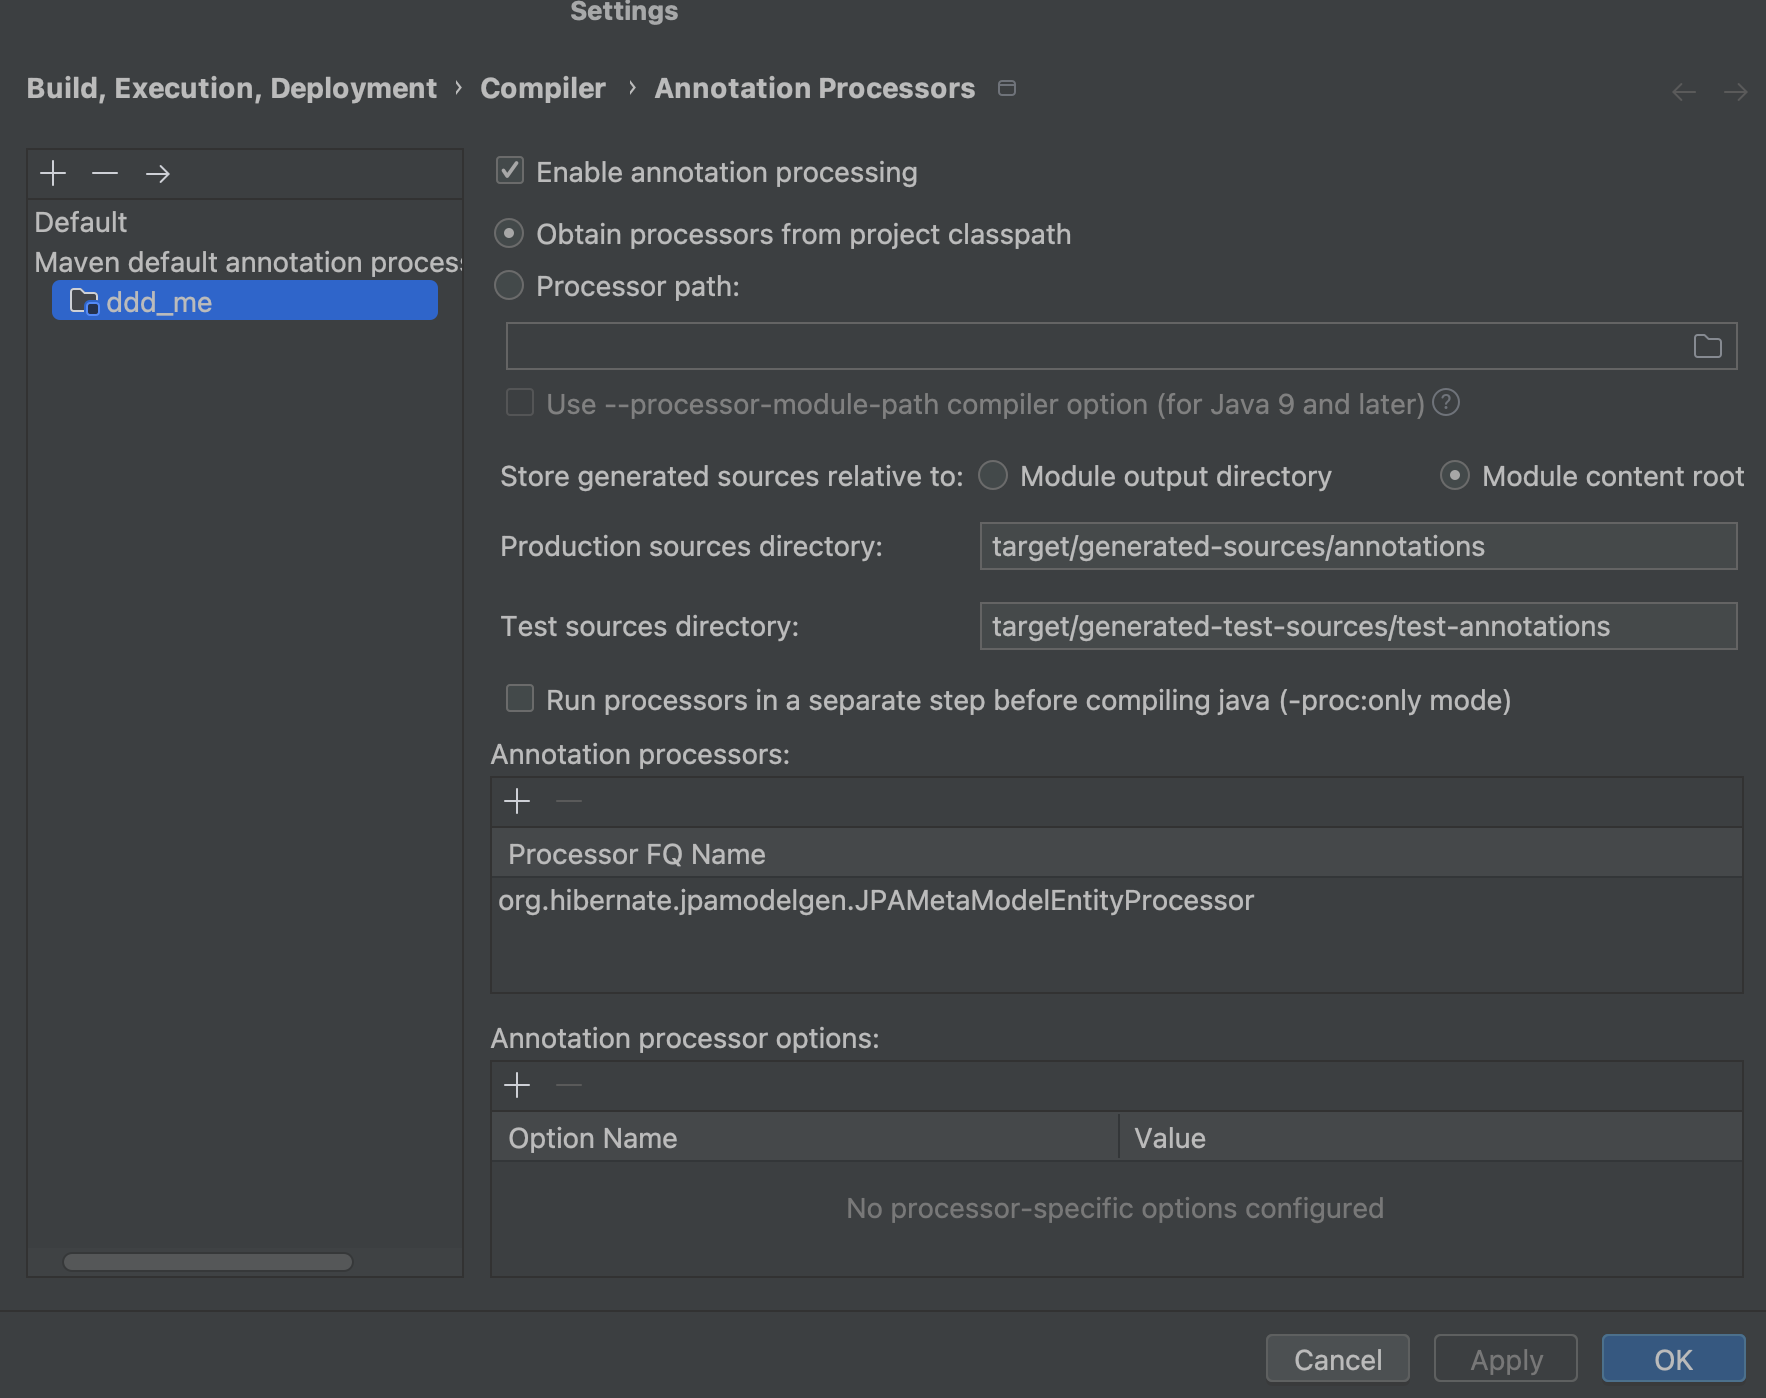 Settings
Build, Execution, Deployment › Compiler › Annotation Processors
Default
Maven default annotation process
ddd_me
Enable annotation processing
Obtain processors from project classpath
Processor path:
Use --processor-module-path compiler option (for Java 9 and later) ?
Store generated sources relative to: Module output directory Module content root
Production sources directory: target/generated-sources/annotations
Test sources directory: target/generated-test-sources/test-annotations
Run processors in a separate step before compiling java (-proc:only mode)
Annotation processors:
Processor FQ Name
org.hibernate.jpamodelgen.JPAMetaModelEntityProcessor
Annotation processor options:
Option Name Value
No processor-specific options configured
Cancel Apply OK